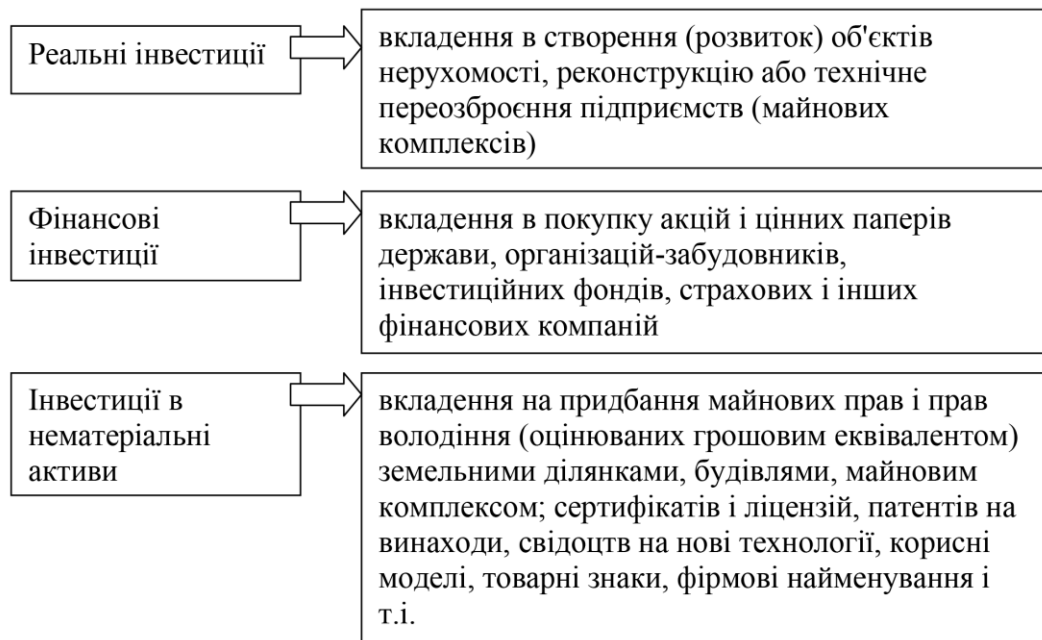 Реальні інвестиції
вкладення в створення (розвиток) об'єктів
нерухомості, реконструкцію або технічне
переозброєння підприємств (майнових
комплексів)
Фінансові
інвестиції
вкладення в покупку акцій і цінних паперів
держави, організацій-забудовників,
інвестиційних фондів, страхових і інших
фінансових компаній
Інвестиції в
нематеріальні
активи
вкладення на придбання майнових прав і прав
володіння (оцінюваних грошовим еквівалентом)
земельними ділянками, будівлями, майновим
комплексом; сертифікатів і ліцензій, патентів на
винаходи, свідоцтв на нові технології, корисні
моделі, товарні знаки, фірмові найменування і
т.і.